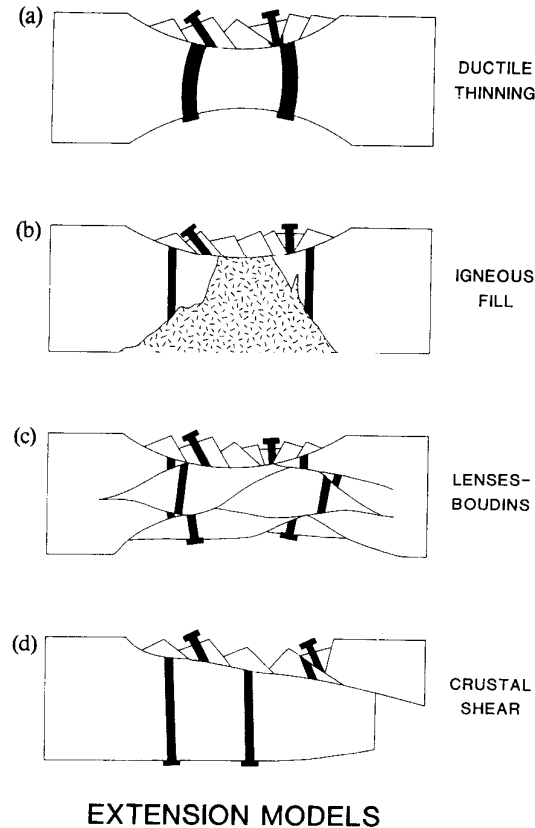 (a)
DUCTILE
THINNING
(b)
IGNEOUS
FILL
(c)
LENSES-
BOUDINS
(d)
CRUSTAL
SHEAR
EXTENSION MODELS